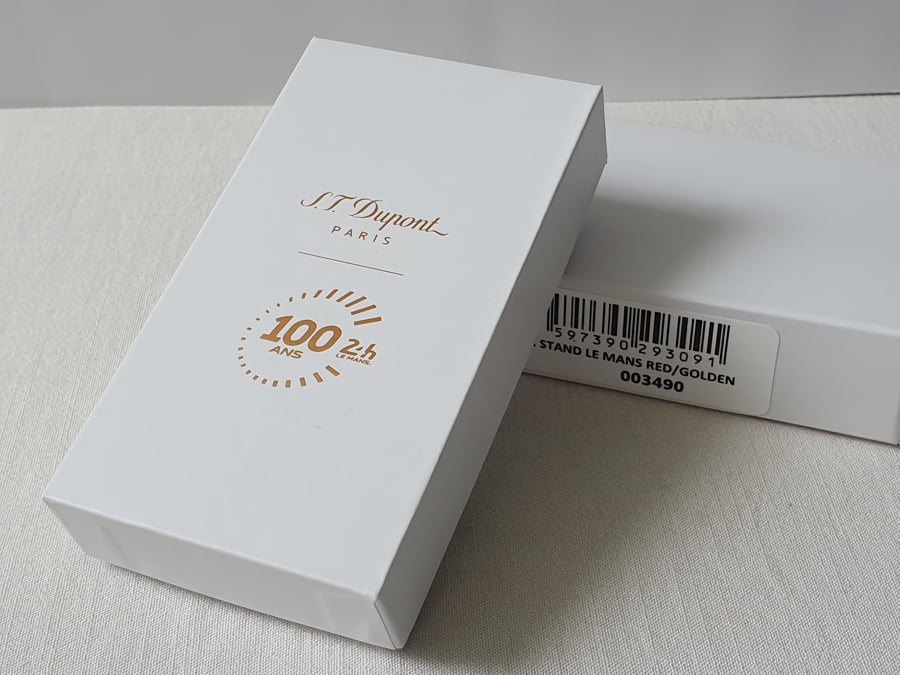 S.T. Dupont
PARIS
100
ANS
24h
LE MANS
597390 293091
STAND LE MANS RED/GOLDEN
003490